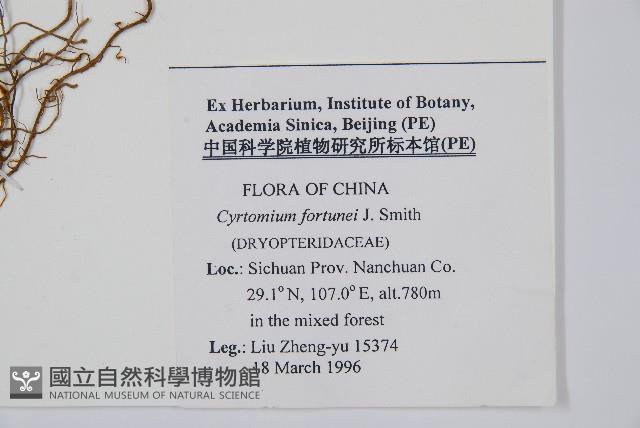 Ex Herbarium, Institute of Botany,
Academia Sinica, Beijing (PE)
中国科学院植物研究所标本馆(PE)
FLORA OF CHINA
Cyrtomium fortunei J. Smith
(DRYOPTERIDACEAE)
Loc.: Sichuan Prov. Nanchuan Co.
29.1°N, 107.0°E, alt.780m
in the mixed forest
Leg.: Liu Zheng-yu 15374
18 March 1996
國立自然科學博物館
NATIONAL MUSEUM OF NATURAL SCIENCE